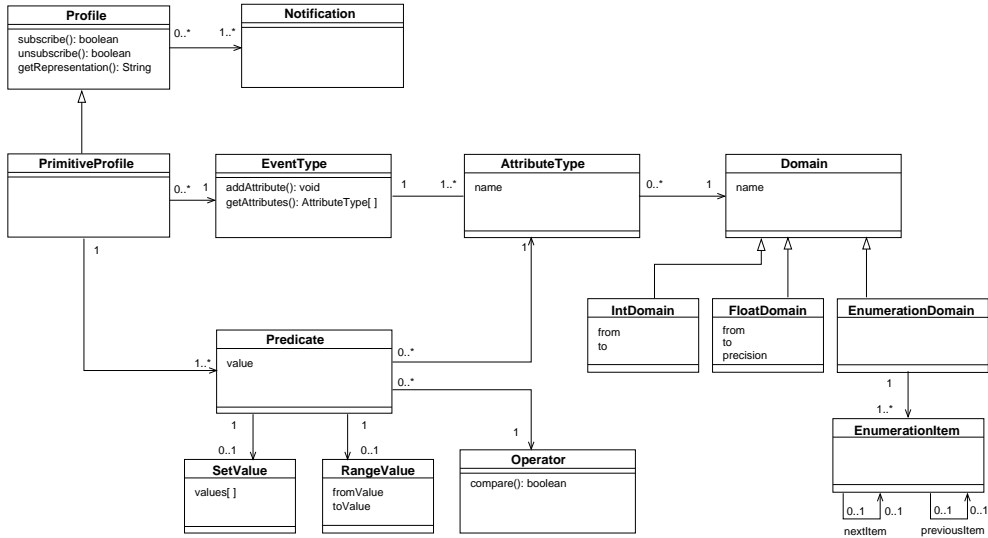 Profile
subscribe(): boolean
unsubscribe(): boolean
getRepresentation(): String
0..*
1..*
Notification
PrimitiveProfile
0..*
1
1
EventType
addAttribute(): void
getAttributes(): AttributeType[ ]
1
1..*
AttributeType
name
0..*
1
1
Domain
name
IntDomain
from
to
FloatDomain
from
to
precision
EnumerationDomain
1
1..*
EnumerationItem
0..1
0..1
nextItem
0..1
0..1
previousItem
1..*
Predicate
value
0..*
0..*
1
0..1
1
0..1
1
SetValue
values[ ]
RangeValue
fromValue
toValue
Operator
compare(): boolean